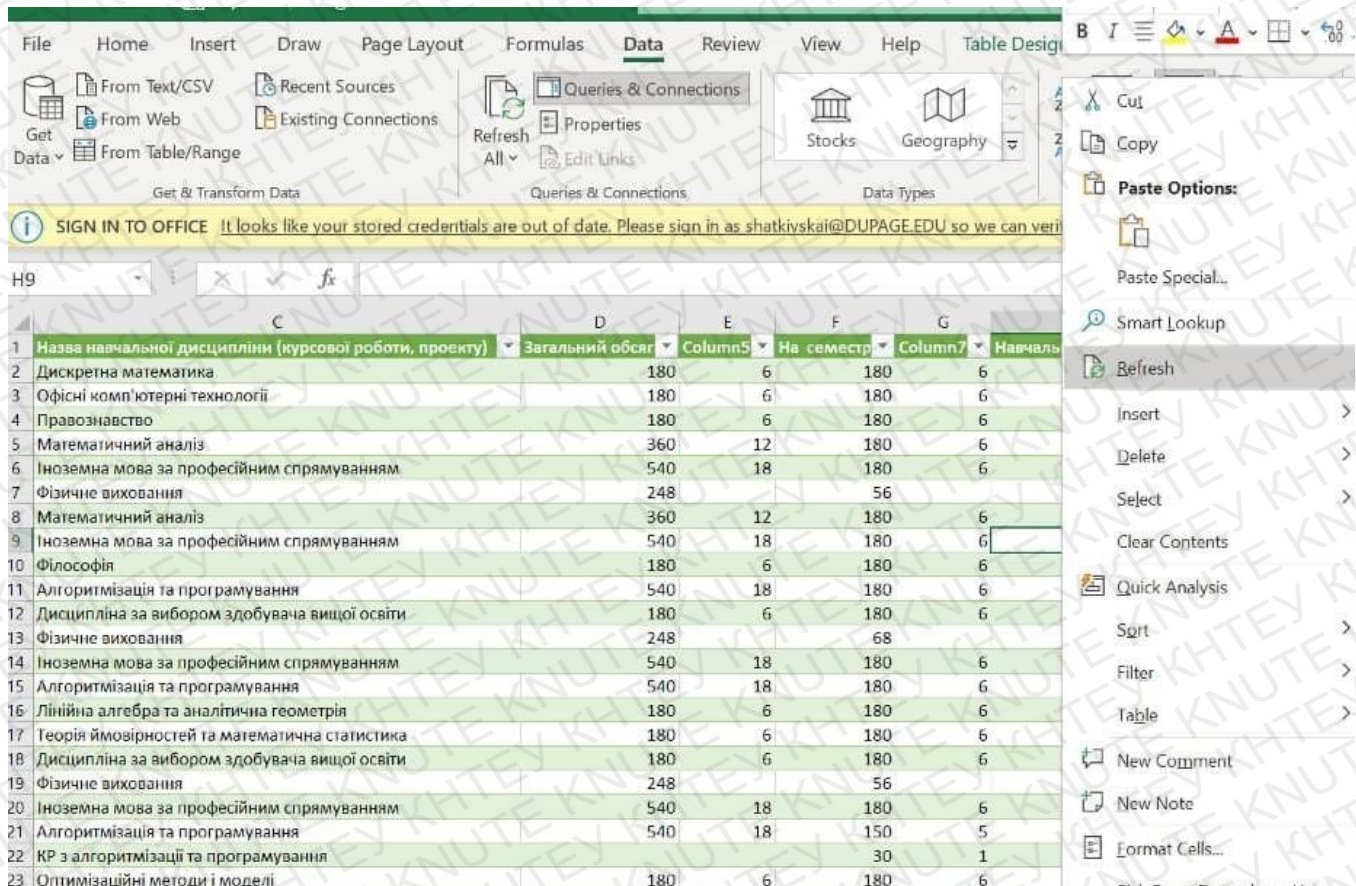 File Home Insert Draw Page Layout Formulas Data Review View Help Table Desig
Get Data
From Text/CSV
From Web
From Table/Range
Recent Sources
Existing Connections
Get & Transform Data
Refresh All
Queries & Connections
Properties
Edit Links
Queries & Connections
Stocks
Geography
Data Types
SIGN IN TO OFFICE It looks like your stored credentials are out of date. Please sign in as shatkivskai@DUPAGE.EDU so we can veri
H9 fx
C D E F G
1 Назва навчальної дисципліни (курсової роботи, проекту) Загальний обсяг Column5 На семестр Column7 Навчаль
2 Дискретна математика 180 6 180 6
3 Офісні комп'ютерні технології 180 6 180 6
4 Правознавство 180 6 180 6
5 Математичний аналіз 360 12 180 6
6 Іноземна мова за професійним спрямуванням 540 18 180 6
7 Фізичне виховання 248 56
8 Математичний аналіз 360 12 180 6
9 Іноземна мова за професійним спрямуванням 540 18 180 6
10 Філософія 180 6 180 6
11 Алгоритмізація та програмування 540 18 180 6
12 Дисципліна за вибором здобувача вищої освіти 180 6 180 6
13 Фізичне виховання 248 68
14 Іноземна мова за професійним спрямуванням 540 18 180 6
15 Алгоритмізація та програмування 540 18 180 6
16 Лінійна алгебра та аналітична геометрія 180 6 180 6
17 Теорія ймовірностей та математична статистика 180 6 180 6
18 Дисципліна за вибором здобувача вищої освіти 180 6 180 6
19 Фізичне виховання 248 56
20 Іноземна мова за професійним спрямуванням 540 18 180 6
21 Алгоритмізація та програмування 540 18 150 5
22 КР з алгоритмізації та програмування 30 1
23 Оптимізаційні методи і моделі 180 6 180 6
B I A
Cut
Copy
Paste Options:
Paste Special...
Smart Lookup
Refresh
Insert
Delete
Select
Clear Contents
Quick Analysis
Sort
Filter
Table
New Comment
New Note
Format Cells...
KHTEY KNUTE